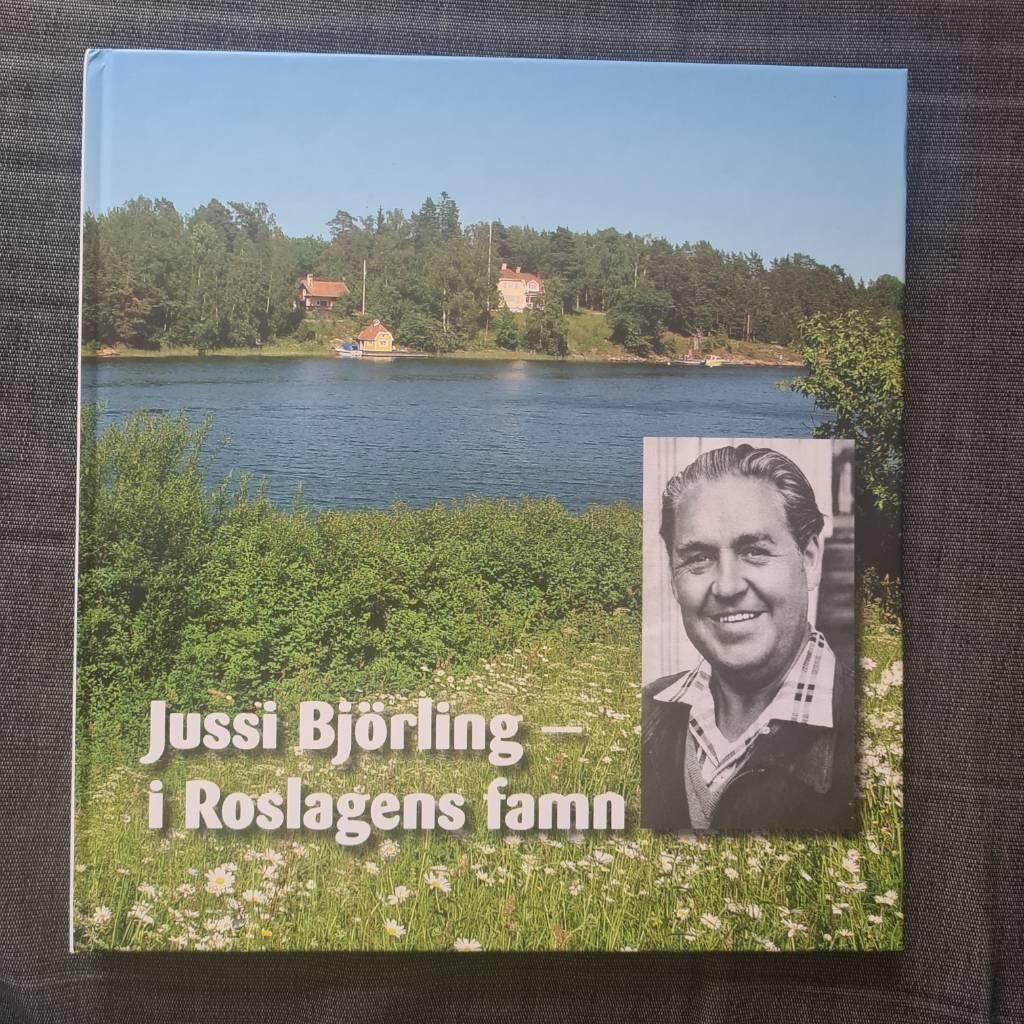 Jussi Björling –
i Roslagens famn